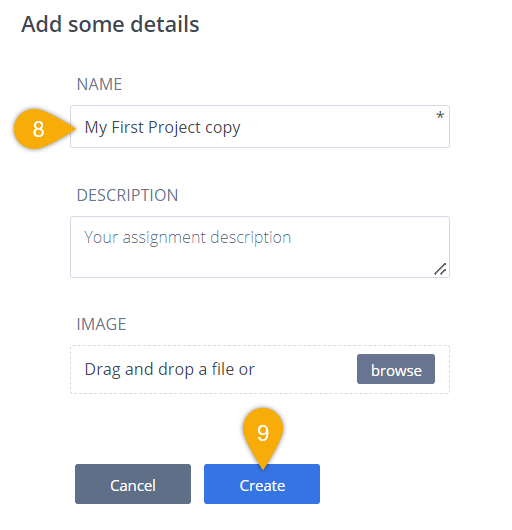 Add some details
NAME
8
My First Project copy
*
DESCRIPTION
Your assignment description
IMAGE
Drag and drop a file or
browse
9
Cancel
Create